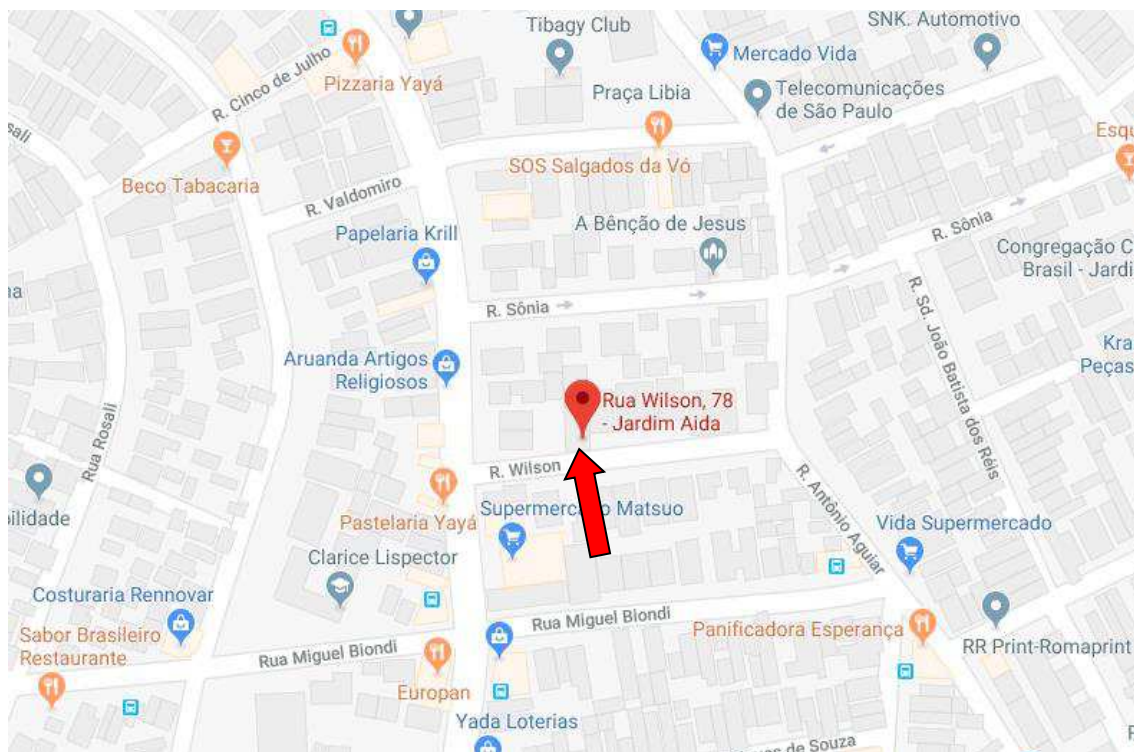 Tibagy Club
SNK. Automotivo
R. Cinco de Julho
Pizzaria Yayá
Mercado Vida
Praça Libia
Telecomunicações
de São Paulo
SOS Salgados da Vó
Beco Tabacaria
R. Valdomiro
Papelaria Krill
A Bênção de Jesus
R. Sônia
Congregação C
Brasil - Jardi
R. Sônia
R. Sd. João Batista dos Réis
Aruanda Artigos
Religiosos
Kra
Peças
Rua Wilson, 78
- Jardim Aida
Rua Rosali
R. Wilson
R. Antônio Aguiar
Pastelaria Yayá
Supermercado Matsuo
Vida Supermercado
Clarice Lispector
Costuraria Rennovar
Rua Miguel Biondi
Panificadora Esperança
Sabor Brasileiro
Restaurante
Rua Miguel Biondi
RR Print-Romaprint
Europan
Yada Loterias
de Souza